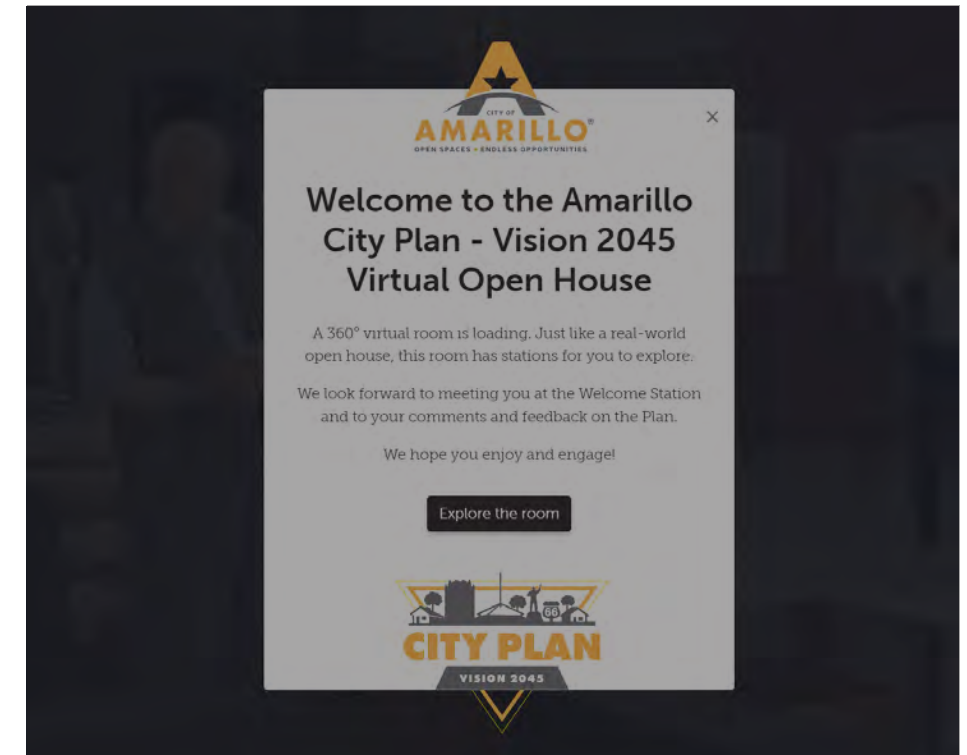 CITY OF
AMARILLO®
OPEN SPACES • ENDLESS OPPORTUNITIES
×
Welcome to the Amarillo
City Plan - Vision 2045
Virtual Open House
A 360° virtual room is loading. Just like a real-world
open house, this room has stations for you to explore.
We look forward to meeting you at the Welcome Station
and to your comments and feedback on the Plan.
We hope you enjoy and engage!
Explore the room
66
CITY PLAN
VISION 2045